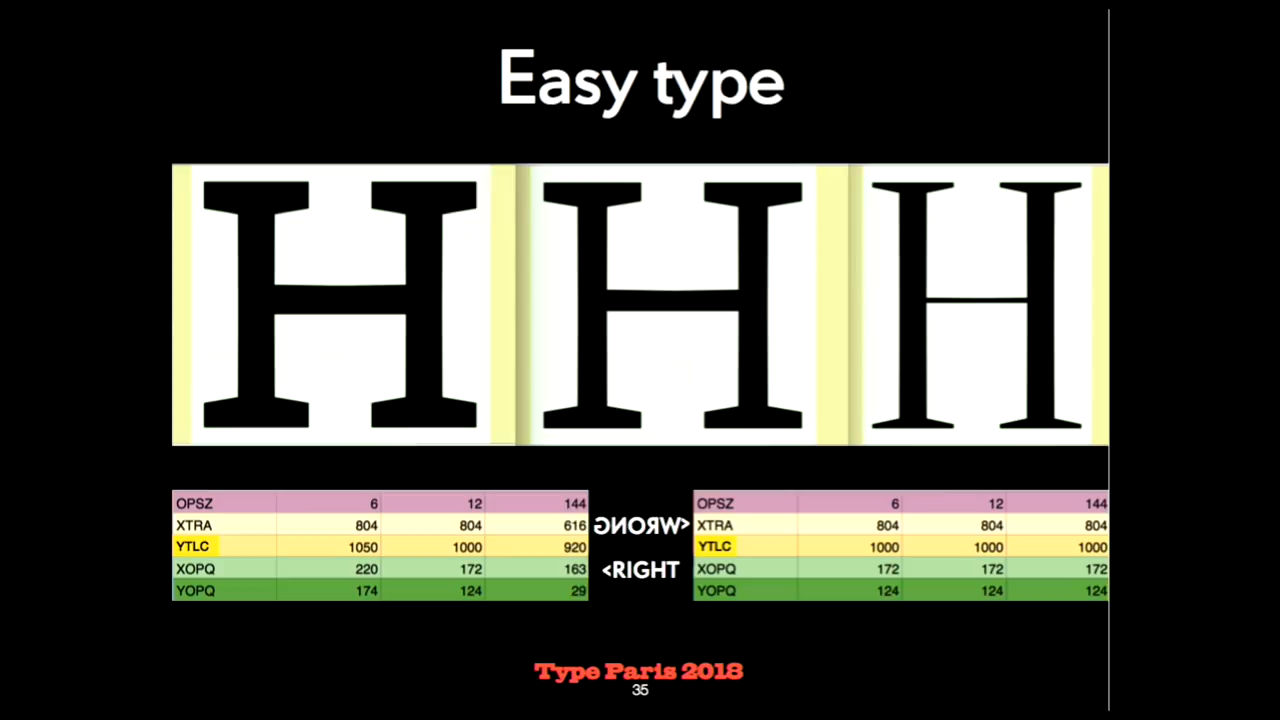 Easy type
H H H
OPSZ 6 12 144
XTRA 804 804 616
YTLC 1050 1000 920
XOPQ 220 172 163
YOPQ 174 124 29
WRONG>
<RIGHT
OPSZ 6 12 144
XTRA 804 804 804
YTLC 1000 1000 1000
XOPQ 172 172 172
YOPQ 124 124 124
Type Paris 2018
35